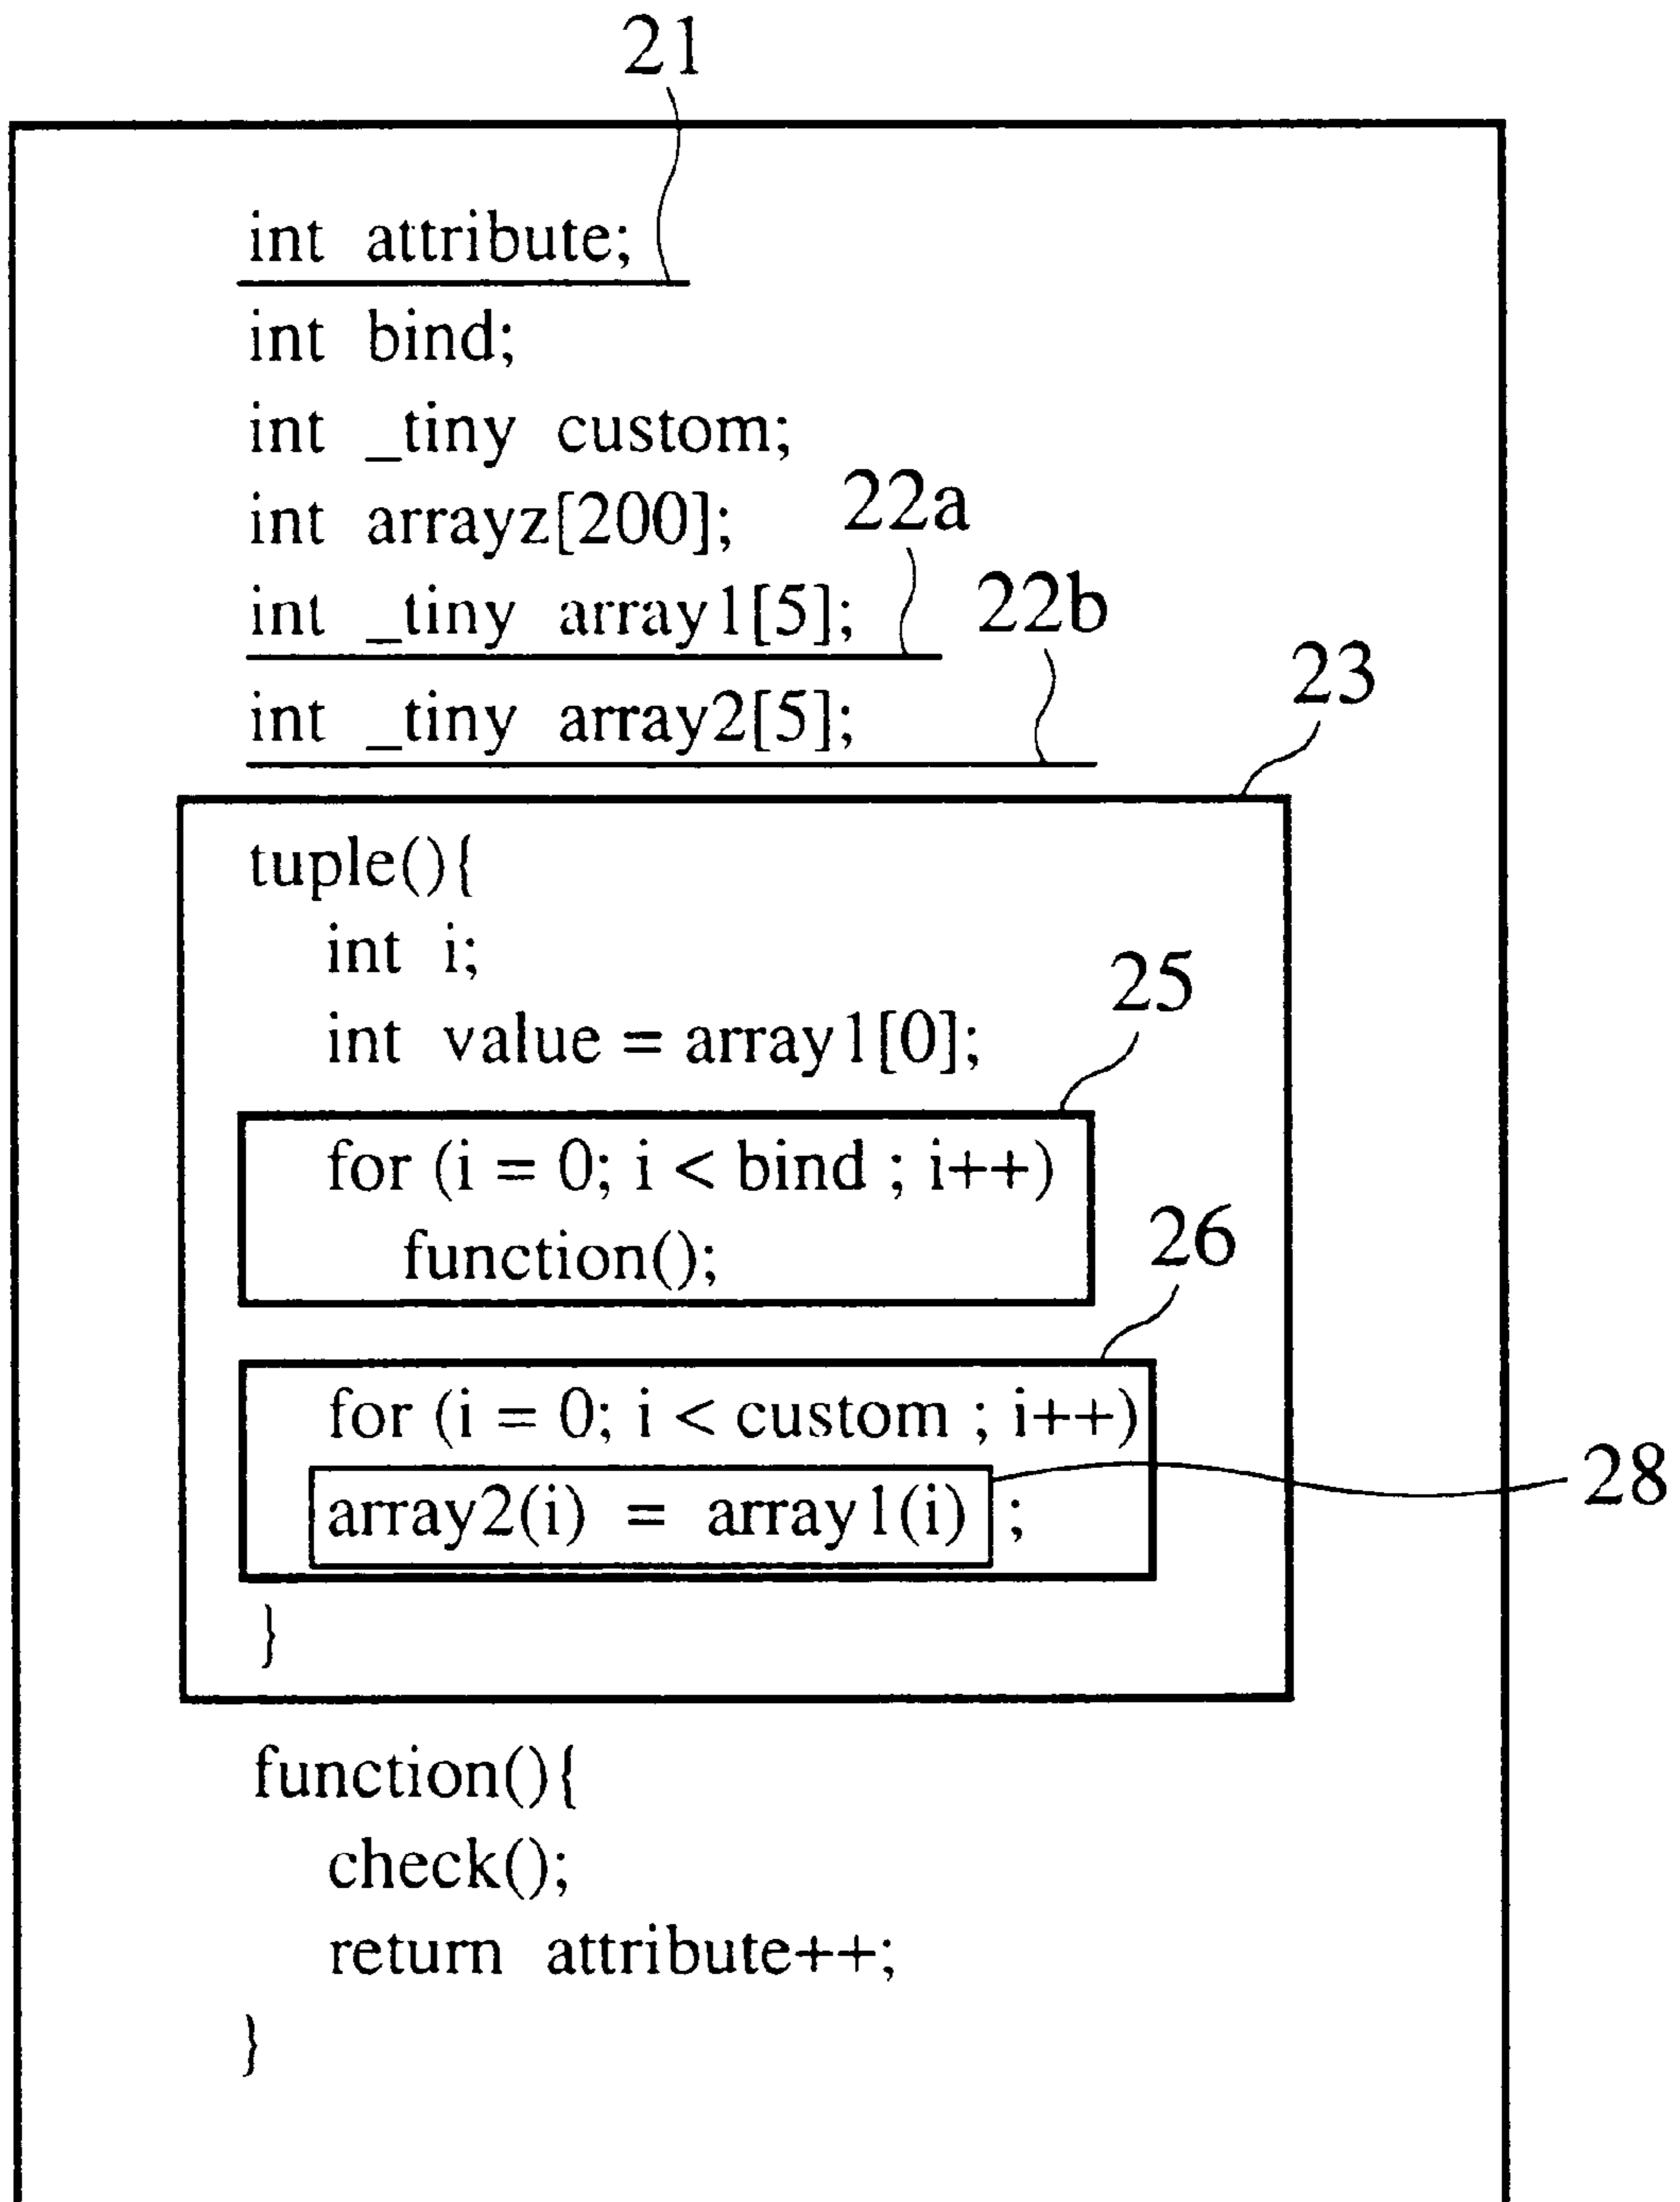 21
int attribute;
int bind;
int _tiny custom;
int arrayz[200];
22a
int _tiny array1[5];
22b
int _tiny array2[5];
23
tuple(){
int i;
int value = array1[0];
25
for (i = 0; i < bind ; i++)
function();
26
for (i = 0; i < custom ; i++)
array2(i) = array1(i) ;
28
}
function(){
check();
return attribute++;
}